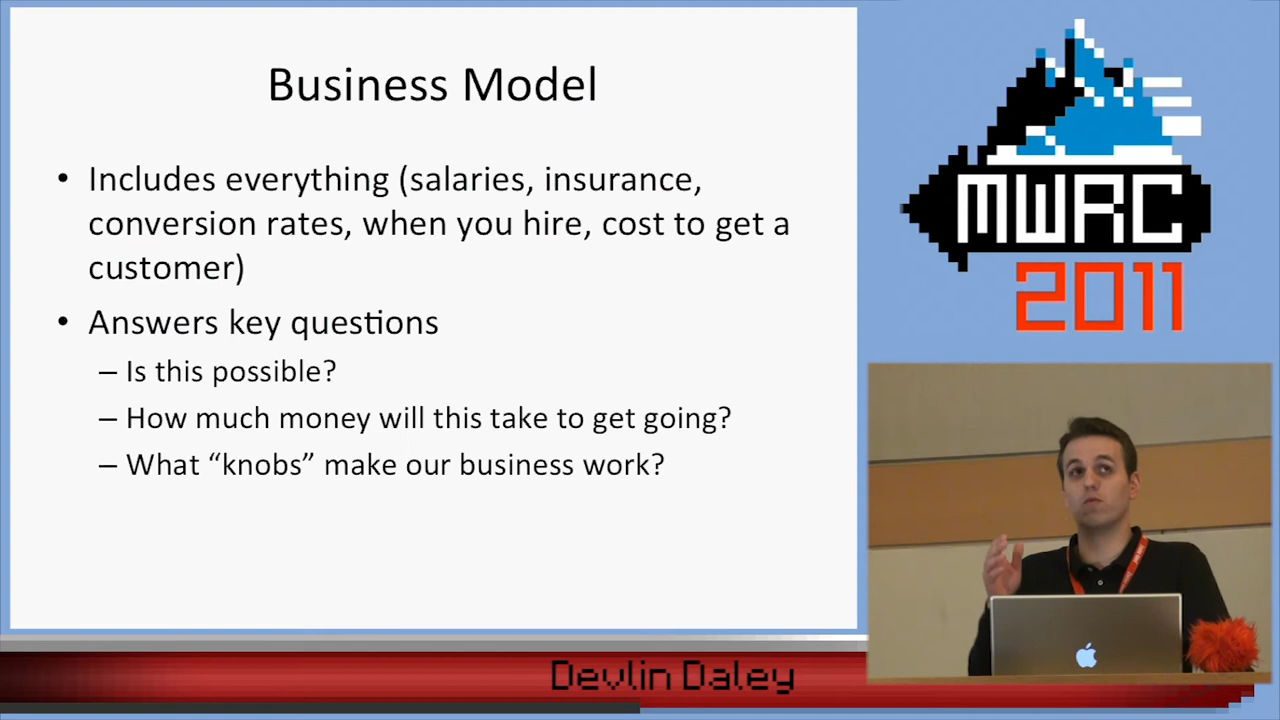 Business Model
• Includes everything (salaries, insurance,
conversion rates, when you hire, cost to get a
customer)
• Answers key questions
– Is this possible?
– How much money will this take to get going?
– What “knobs” make our business work?
MWRC
2011
Devlin Daley